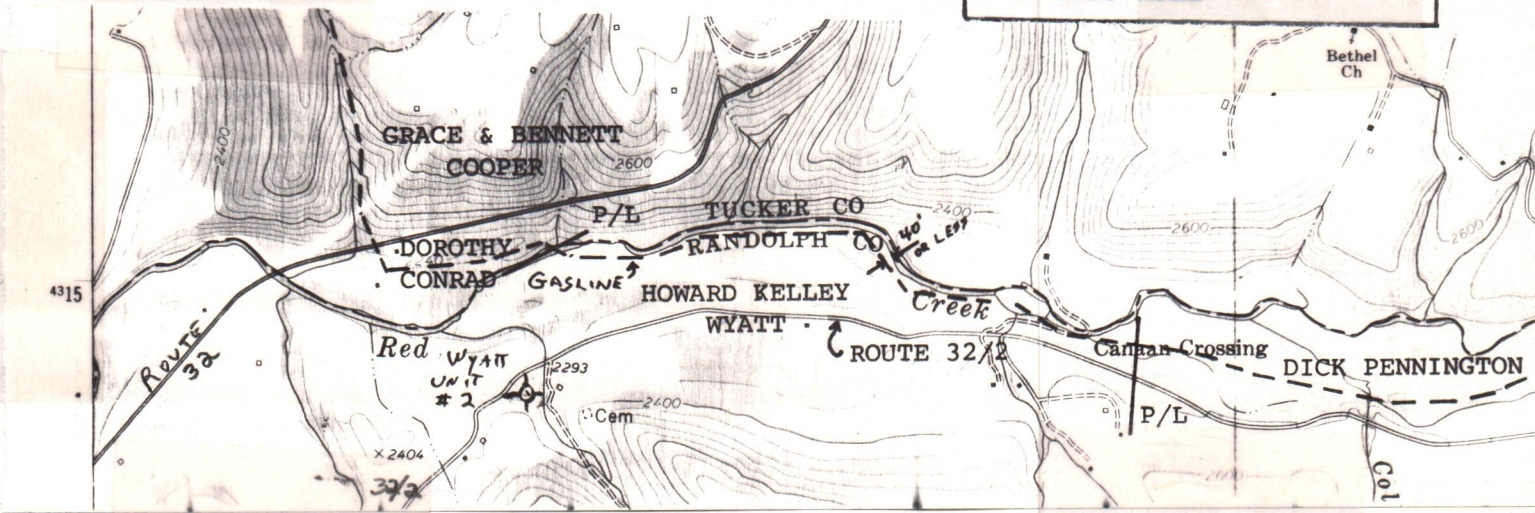 Bethel
Ch
2400
GRACE & BENNETT
COOPER
2600
P/L
TUCKER CO
2400
RANDOLPH CO
40'
OR LESS
2600
2600
DOROTHY
CONRAD
GASLINE
4315
HOWARD KELLEY
WYATT
Creek
ROUTE 32
Red
WYATT
UNIT
# 2
ROUTE 32/2
Canaan Crossing
DICK PENNINGTON
2293
2400
Cem
P/L
×2404
32/2
2600
Col